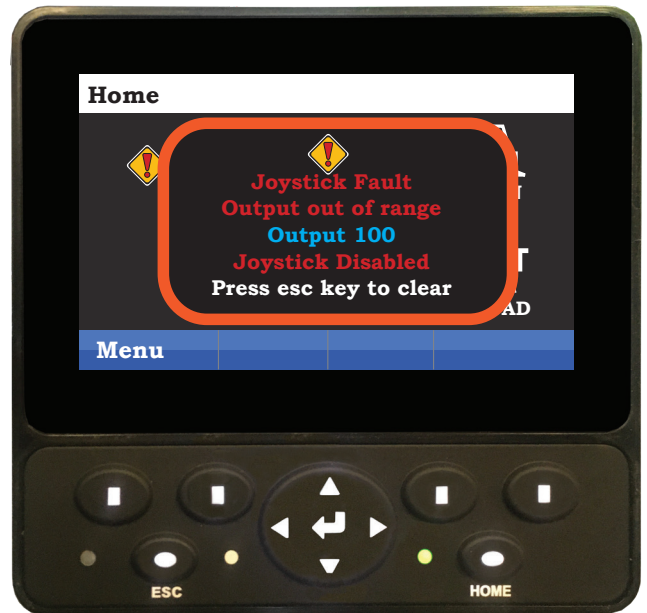 Home
Joystick Fault
Output out of range
Output 100
Joystick Disabled
Press esc key to clear
AD
Menu
ESC
HOME